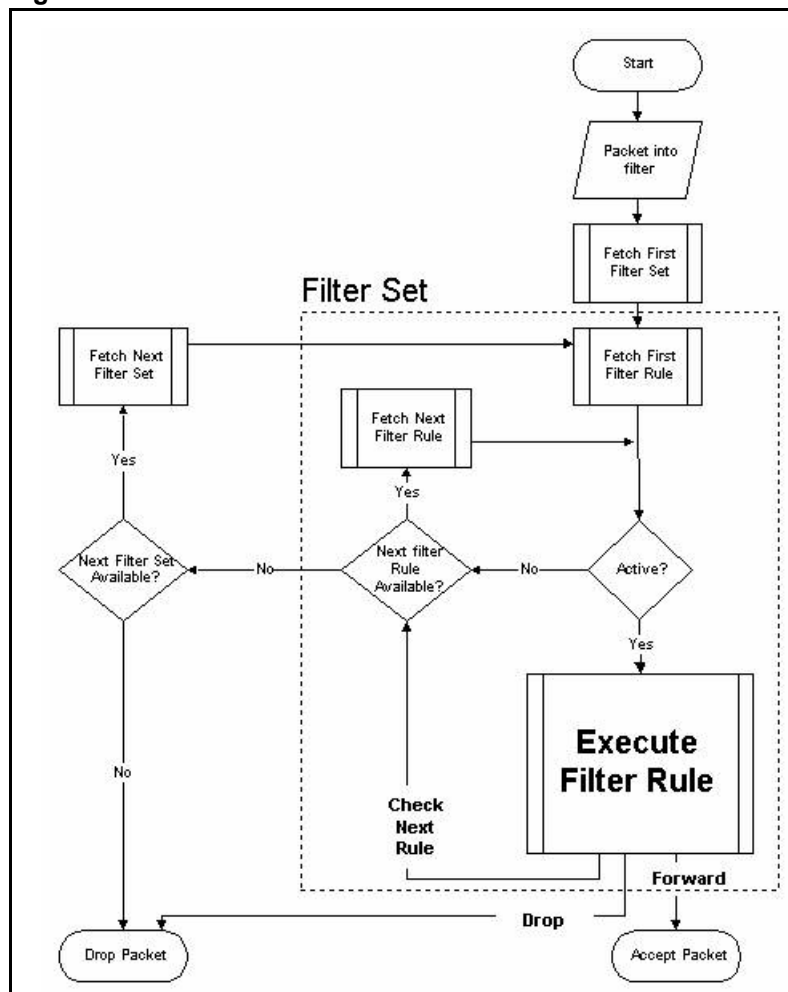 Start
Packet into
filter
Fetch First
Filter Set
Filter Set
Fetch Next
Filter Set
Fetch First
Filter Rule
Fetch Next
Filter Rule
Yes
Yes
Next Filter Set
Available?
No
Next filter
Rule
Available?
No
Active?
Yes
Execute
Filter Rule
No
Check
Next
Rule
Forward
Drop
Drop Packet
Accept Packet